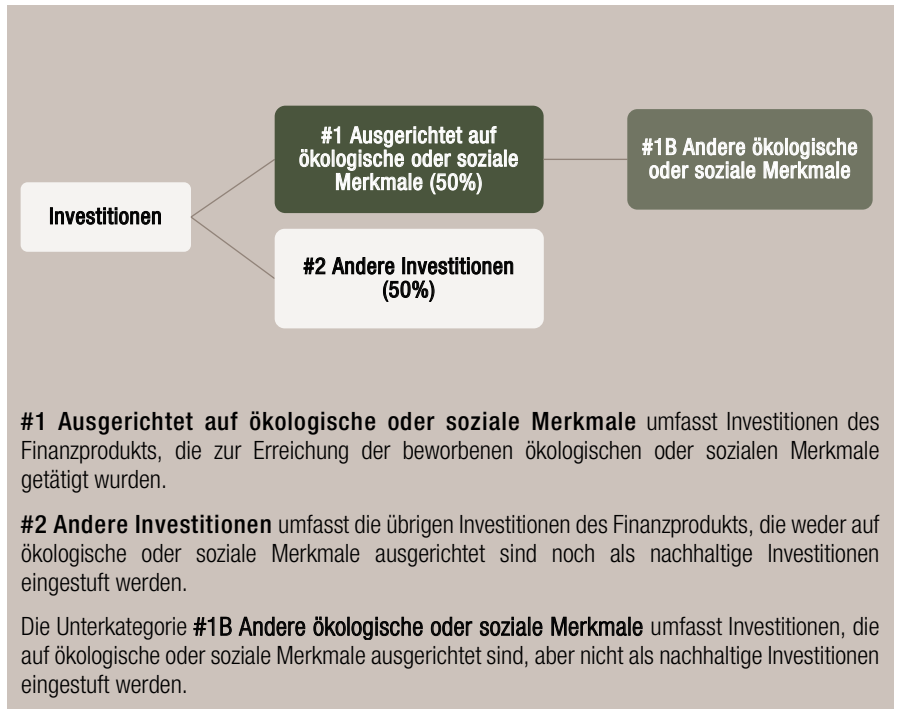 #1 Ausgerichtet auf
ökologische oder soziale
Merkmale (50%)
#1B Andere ökologische
oder soziale Merkmale
Investitionen
#2 Andere Investitionen
(50%)
#1 Ausgerichtet auf ökologische oder soziale Merkmale umfasst Investitionen des
Finanzprodukts, die zur Erreichung der beworbenen ökologischen oder sozialen Merkmale
getätigt wurden.
#2 Andere Investitionen umfasst die übrigen Investitionen des Finanzprodukts, die weder auf
ökologische oder soziale Merkmale ausgerichtet sind noch als nachhaltige Investitionen
eingestuft werden.
Die Unterkategorie #1B Andere ökologische oder soziale Merkmale umfasst Investitionen, die
auf ökologische oder soziale Merkmale ausgerichtet sind, aber nicht als nachhaltige Investitionen
eingestuft werden.